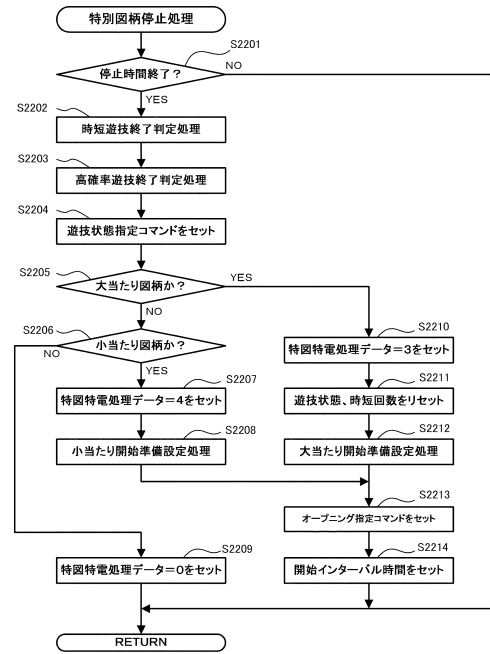 特別図柄停止処理
S2201
停止時間終了？
NO
YES
S2202
時短遊技終了判定処理
S2203
高確率遊技終了判定処理
S2204
遊技状態指定コマンドをセット
S2205
大当たり図柄か？
YES
NO
S2206
小当たり図柄か？
NO
YES
S2210
特図特電処理データ＝3をセット
S2207
特図特電処理データ＝4をセット
S2211
遊技状態、時短回数をリセット
S2208
小当たり開始準備設定処理
S2212
大当たり開始準備設定処理
S2213
オープニング指定コマンドをセット
S2209
特図特電処理データ＝0をセット
S2214
開始インターバル時間をセット
RETURN